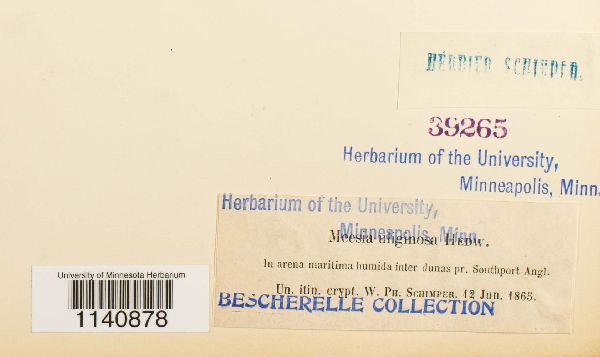 HERBIER SCHIMPER.
39265
Herbarium of the University,
Minneapolis, Minn.
Herbarium of the University,
Minneapolis, Minn.
Meesia uliginosa HEDW.
In arena maritima humida inter dunas pr. Southport Angl.
Un. itin. crypt. W. PH. SCHIMPER. 12 Jun. 1865.
BESCHERELLE COLLECTION
University of Minnesota Herbarium
1140878